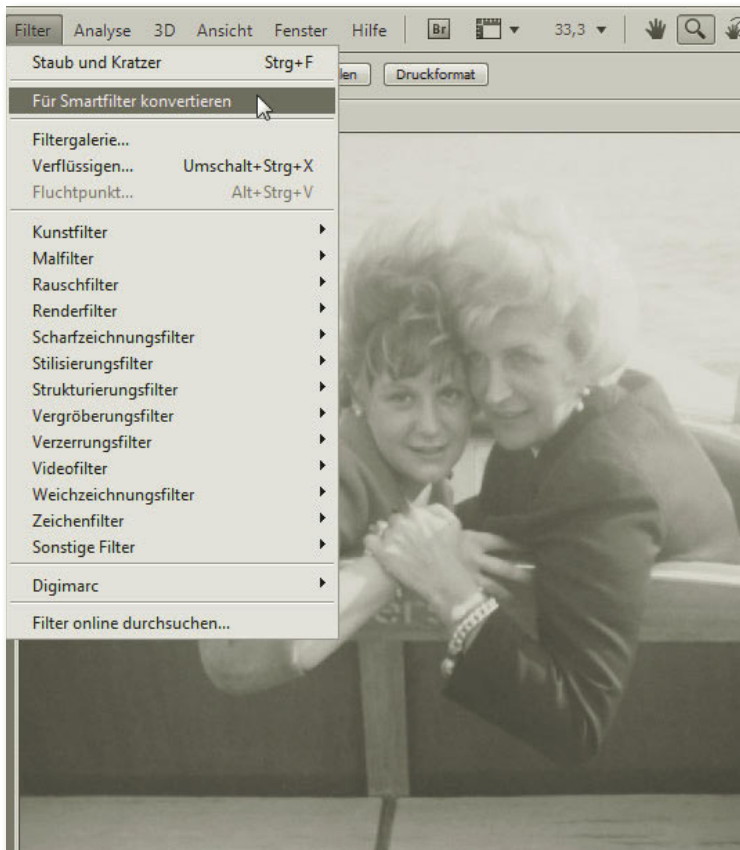 Filter Analyse 3D Ansicht Fenster Hilfe Br 33,3
Staub und Kratzer Strg+F
Druckformat
Für Smartfilter konvertieren
Filtergalerie...
Verflüssigen... Umschalt+Strg+X
Fluchtpunkt... Alt+Strg+V
Kunstfilter
Malfilter
Rauschfilter
Renderfilter
Scharfzeichnungsfilter
Stilisierungsfilter
Strukturierungsfilter
Vergröberungsfilter
Verzerrungsfilter
Videofilter
Weichzeichnungsfilter
Zeichenfilter
Sonstige Filter
Digimarc
Filter online durchsuchen...